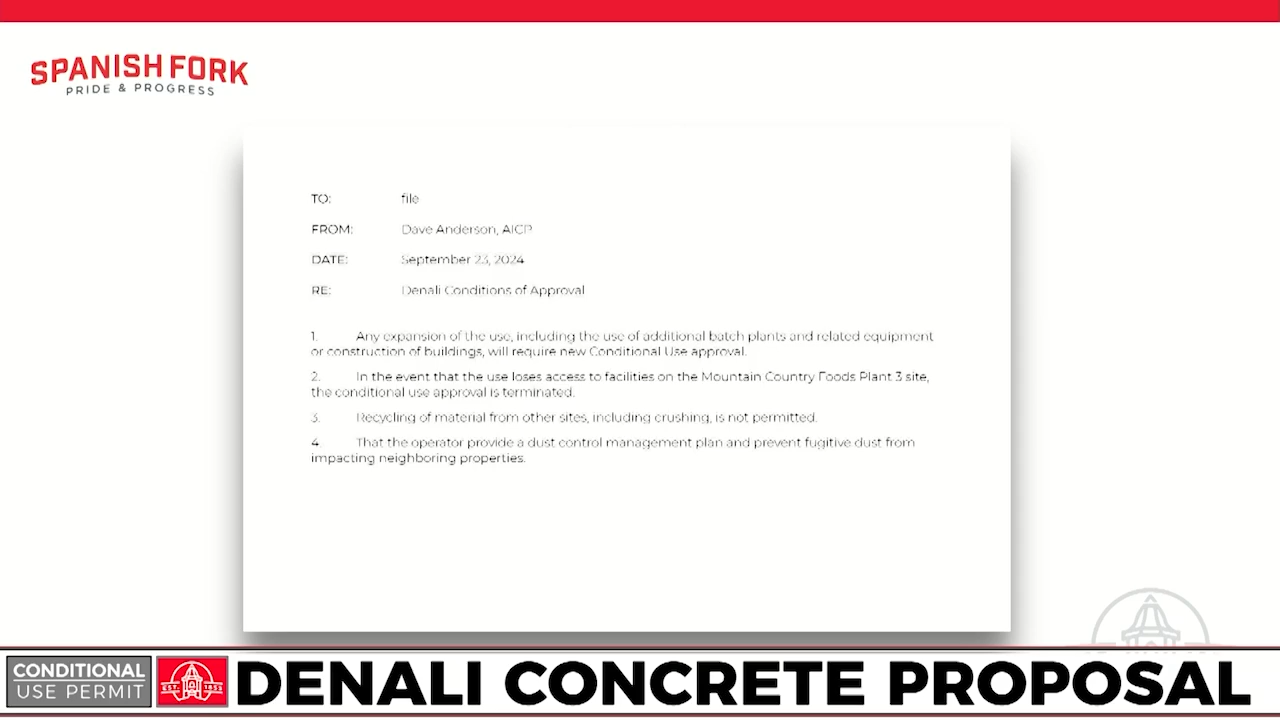 SPANISH FORK
PRIDE & PROGRESS
TO: file
FROM: Dave Anderson, AICP
DATE: September 23, 2024
RE: Denali Conditions of Approval
1. Any expansion of the use, including the use of additional batch plants and related equipment
or construction of buildings, will require new Conditional Use approval.
2. In the event that the use loses access to facilities on the Mountain Country Foods Plant 3 site,
the conditional use approval is terminated.
3. Recycling of material from other sites, including crushing, is not permitted.
4. That the operator provide a dust control management plan and prevent fugitive dust from
impacting neighboring properties.
CONDITIONAL
USE PERMIT
EST. 1855
DENALI CONCRETE PROPOSAL